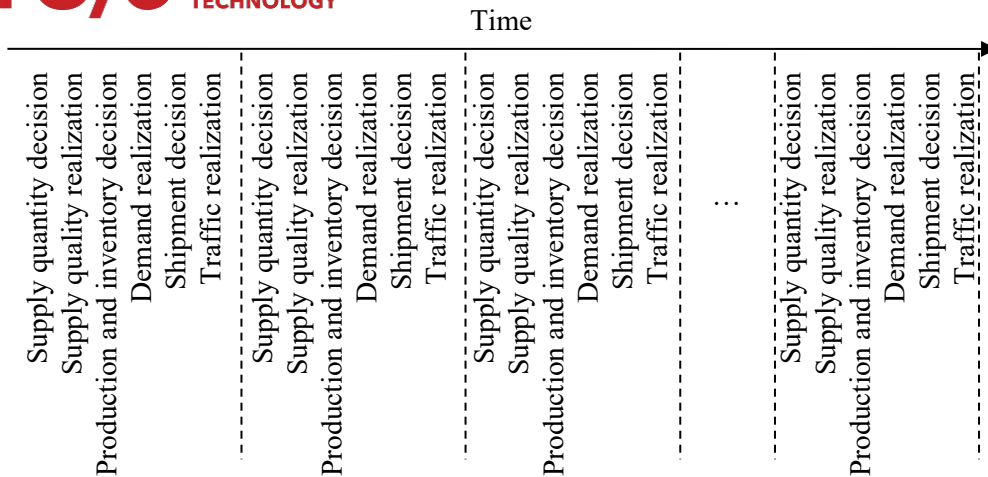 TECHNOLOGY
Time
Supply quantity decision
Supply quality realization
Production and inventory decision
Demand realization
Shipment decision
Traffic realization
Supply quantity decision
Supply quality realization
Production and inventory decision
Demand realization
Shipment decision
Traffic realization
Supply quantity decision
Supply quality realization
Production and inventory decision
Demand realization
Shipment decision
Traffic realization
…
Supply quantity decision
Supply quality realization
Production and inventory decision
Demand realization
Shipment decision
Traffic realization